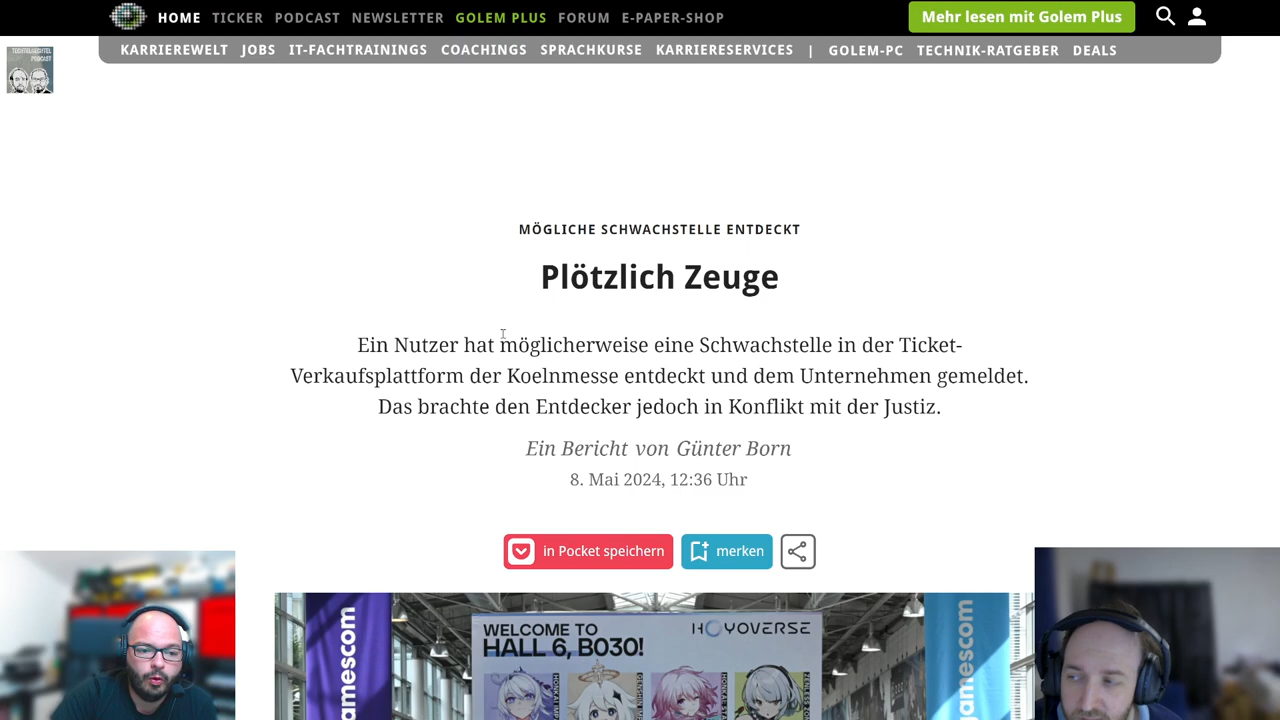 HOME TICKER PODCAST NEWSLETTER GOLEM PLUS FORUM E-PAPER-SHOP
Mehr lesen mit Golem Plus
KARRIEREWELT JOBS IT-FACHTRAININGS COACHINGS SPRACHKURSE KARRIERESERVICES | GOLEM-PC TECHNIK-RATGEBER DEALS
PODCAST
MÖGLICHE SCHWACHSTELLE ENTDECKT
Plötzlich Zeuge
Ein Nutzer hat möglicherweise eine Schwachstelle in der Ticket-
Verkaufsplattform der Koelnmesse entdeckt und dem Unternehmen gemeldet.
Das brachte den Entdecker jedoch in Konflikt mit der Justiz.
Ein Bericht von Günter Born
8. Mai 2024, 12:36 Uhr
in Pocket speichern
merken
WELCOME TO
HALL 6, B030!
HOYOVERSE
amescom
gamescom